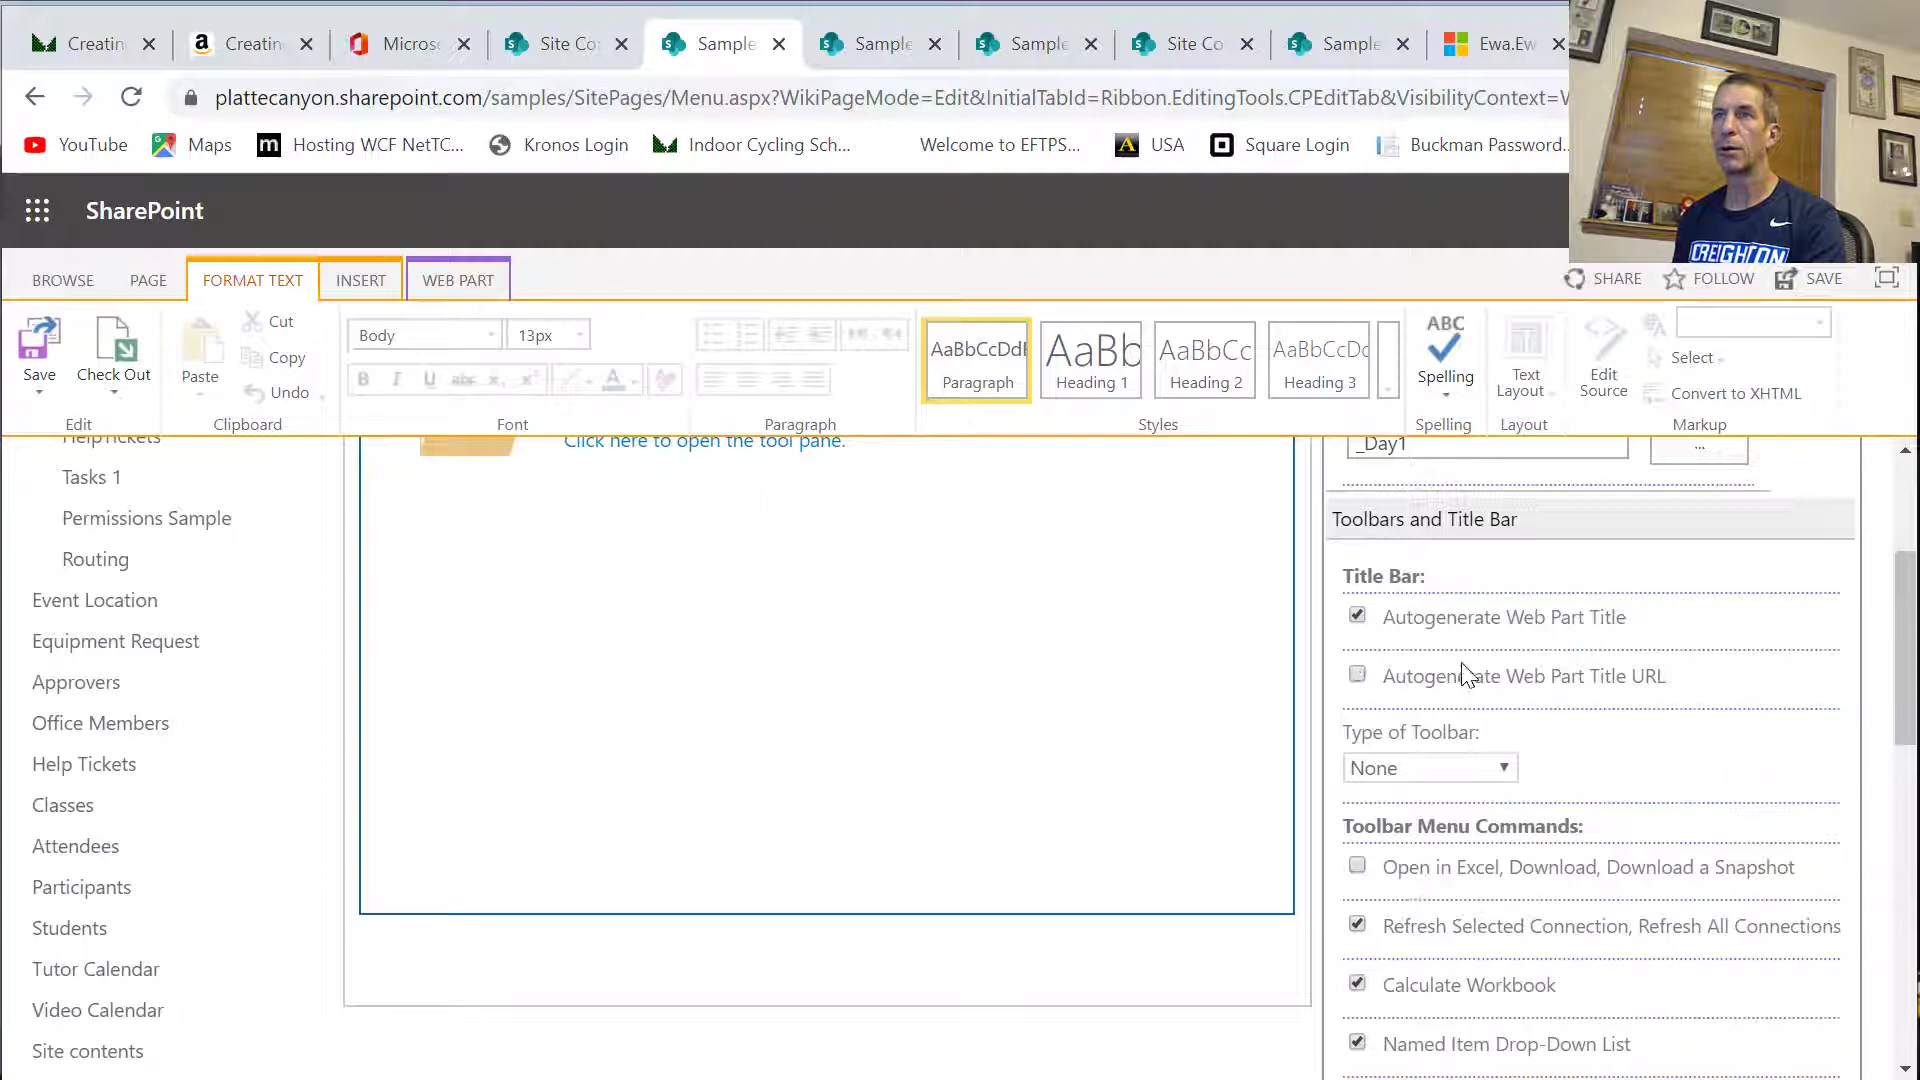 Creatin
Creatin
Micros
Site Co
Sample
Sample
Sample
Site Co
Sample
Ewa.Ew
plattecanyon.sharepoint.com/samples/SitePages/Menu.aspx?WikiPageMode=Edit&InitialTabId=Ribbon.EditingTools.CPEditTab&VisibilityContext=W
YouTube
Maps
m
Hosting WCF NetTC...
Kronos Information
Indoor Cycling Sch...
Welcome to EFTPS...
USA
Square Login
Buckman Password...
SharePoint
CREIGHTON
BROWSE
PAGE
FORMAT TEXT
INSERT
WEB PART
SHARE
FOLLOW
SAVE
Save
Check Out
Edit
Paste
Cut
Copy
Undo
Clipboard
Body
13px
B I U abc x, x²
A
Font
Paragraph
AaBbCcDdE
Paragraph
AaBb
Heading 1
AaBbCc
Heading 2
AaBbCcDc
Heading 3
Styles
ABC
Spelling
Spelling
Text
Layout
Layout
Edit
Source
Select
Convert to XHTML
Markup
HelpTickets
Tasks 1
Permissions Sample
Routing
Event Location
Equipment Request
Approvers
Office Members
Help Tickets
Classes
Attendees
Participants
Students
Tutor Calendar
Video Calendar
Site contents
Click here to open the tool pane.
_Day1
...
Toolbars and Title Bar
Title Bar:
Autogenerate Web Part Title
Autogenerate Web Part Title URL
Type of Toolbar:
None
Toolbar Menu Commands:
Open in Excel, Download, Download a Snapshot
Refresh Selected Connection, Refresh All Connections
Calculate Workbook
Named Item Drop-Down List